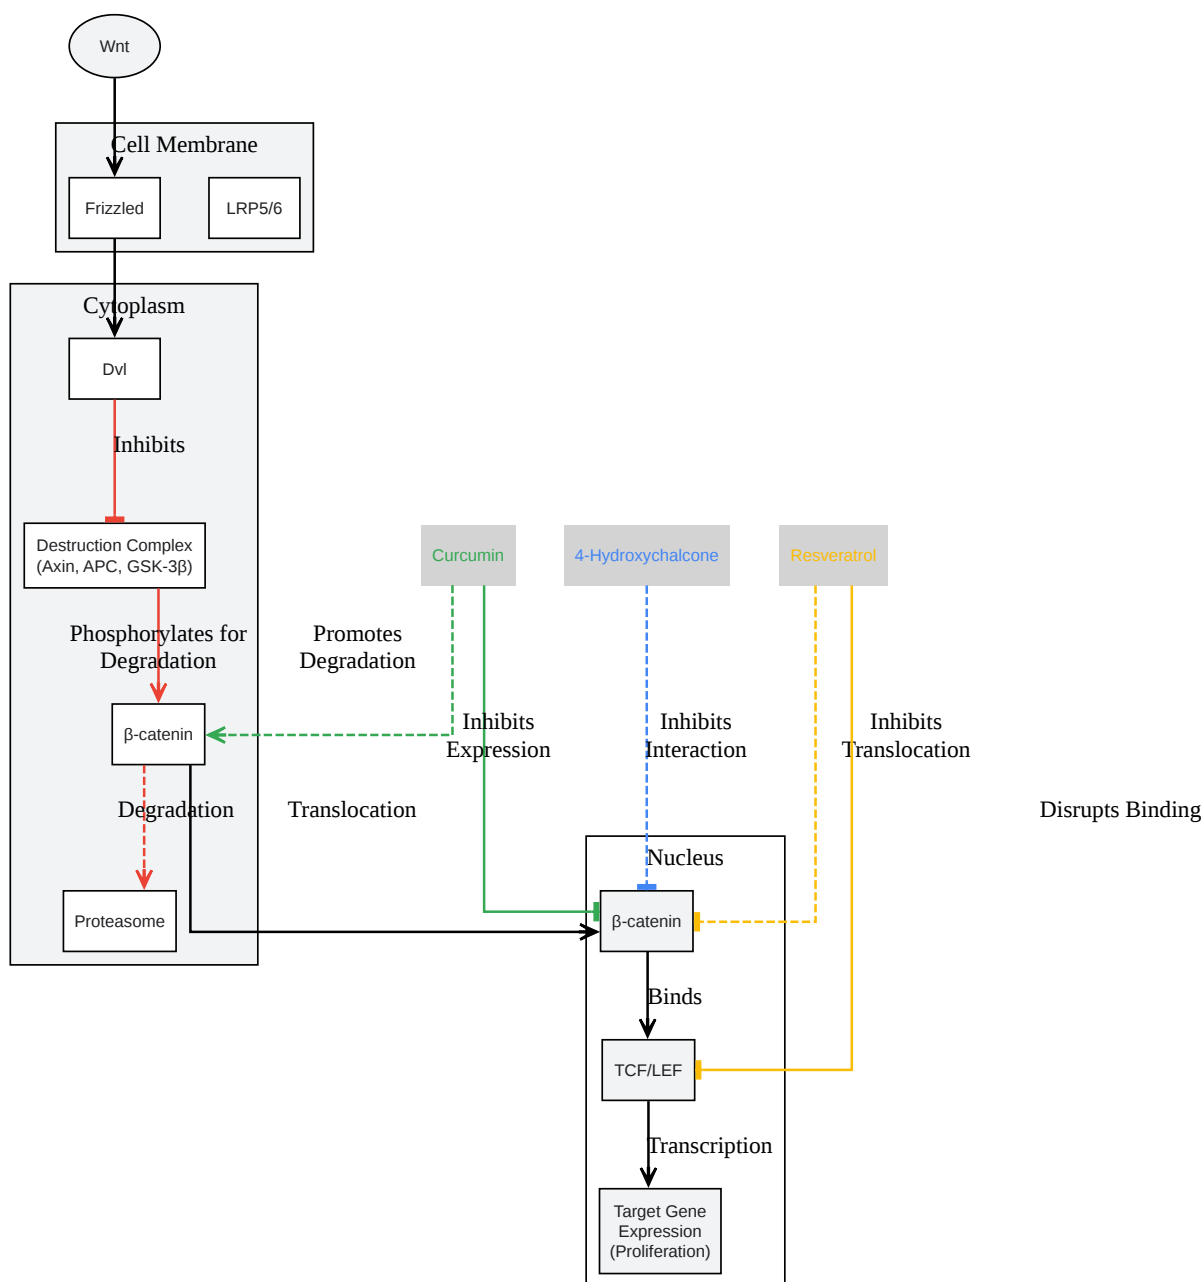 Wnt
Cell Membrane
Frizzled
LRP5/6
Cytoplasm
Dvl
Inhibits
Destruction Complex
(Axin, APC, GSK-3β)
Curcumin
4-Hydroxychalcone
Resveratrol
Phosphorylates for
Degradation
Promotes
Degradation
β-catenin
Inhibits
Expression
Inhibits
Interaction
Inhibits
Translocation
Degradation
Translocation
Disrupts Binding
Nucleus
Proteasome
β-catenin
Binds
TCF/LEF
Transcription
Target Gene
Expression
(Proliferation)